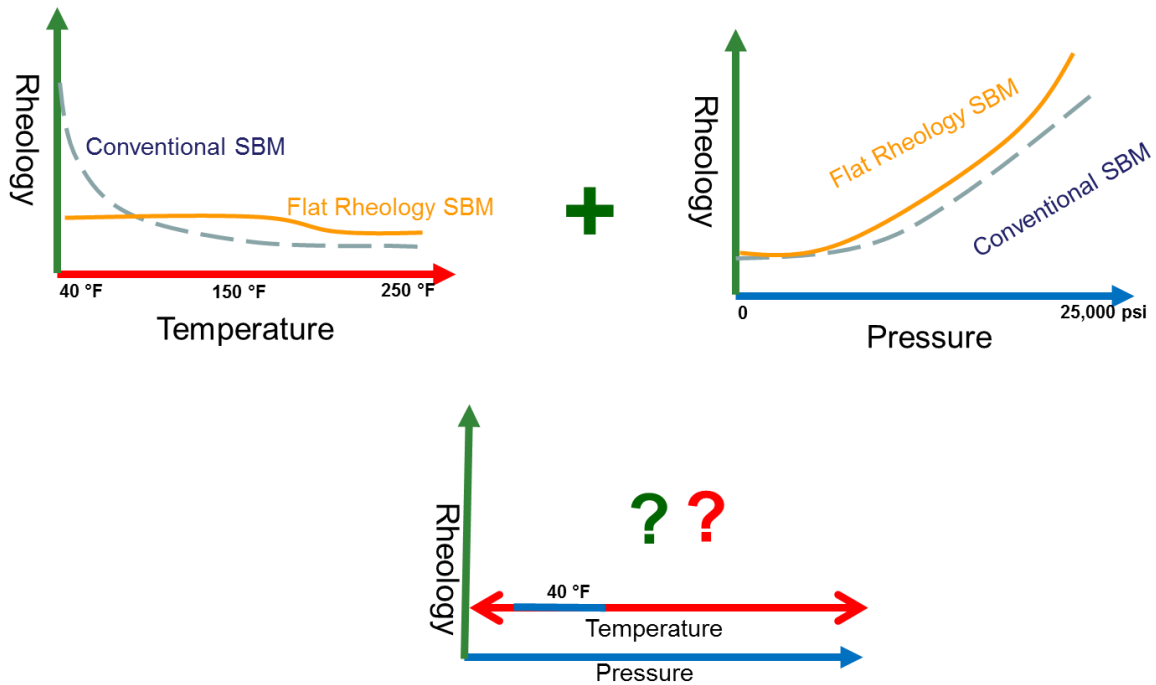 Rheology
Conventional SBM
Flat Rheology SBM
40 °F
150 °F
250 °F
Temperature
+
Rheology
Flat Rheology SBM
Conventional SBM
0
25,000 psi
Pressure
Rheology
? ?
40 °F
Temperature
Pressure